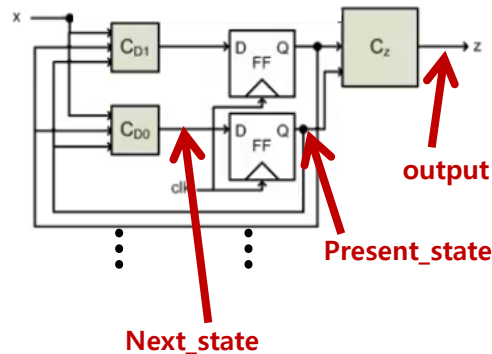 x
C_D1
D Q
FF
C_z
z
C_D0
D Q
FF
clk
output
Present_state
Next_state